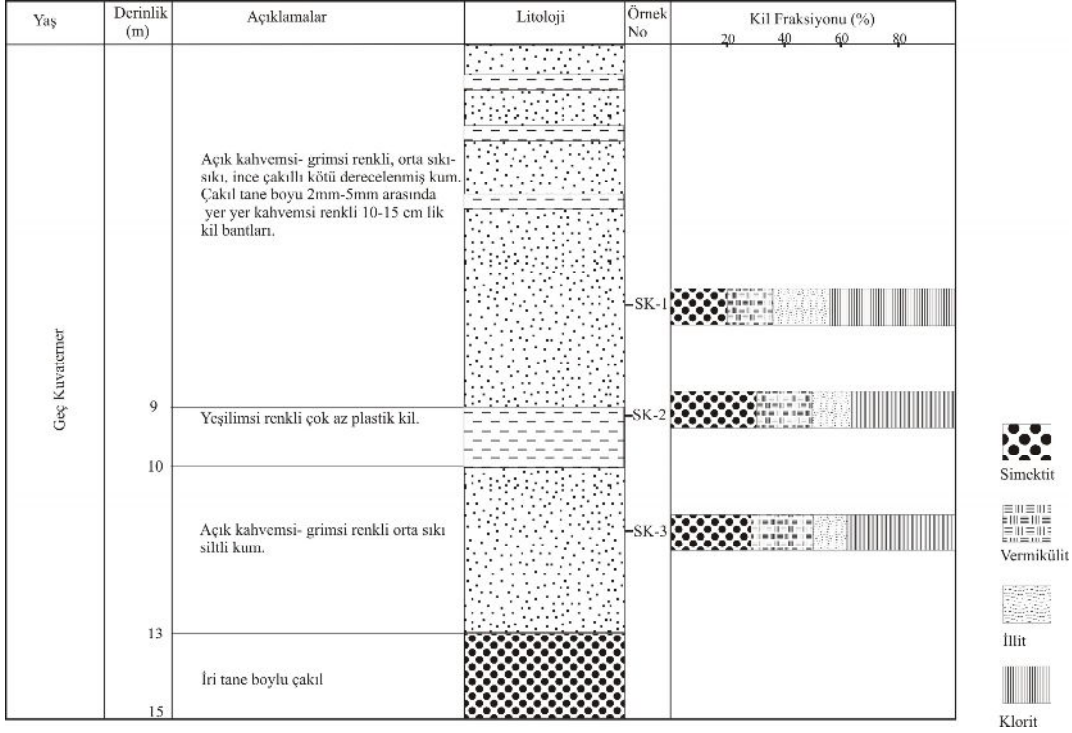 Yaş
Derinlik
(m)
Açıklamalar
Litoloji
Örnek
No
Kil Fraksiyonu (%)
20 40 60 80
Geç Kuvaterner
Açık kahvemsi- grimsi renkli, orta sıkı-
sıkı, ince çakıllı kötü derecelenmiş kum.
Çakıl tane boyu 2mm-5mm arasında
yer yer kahvemsi renkli 10-15 cm lik
kil bantları.
SK-1
9
Yeşilimsi renkli çok az plastik kil.
SK-2
10
Açık kahvemsi- grimsi renkli orta sıkı
siltli kum.
SK-3
13
İri tane boylu çakıl
15
Simektit
Vermikülit
İllit
Klorit